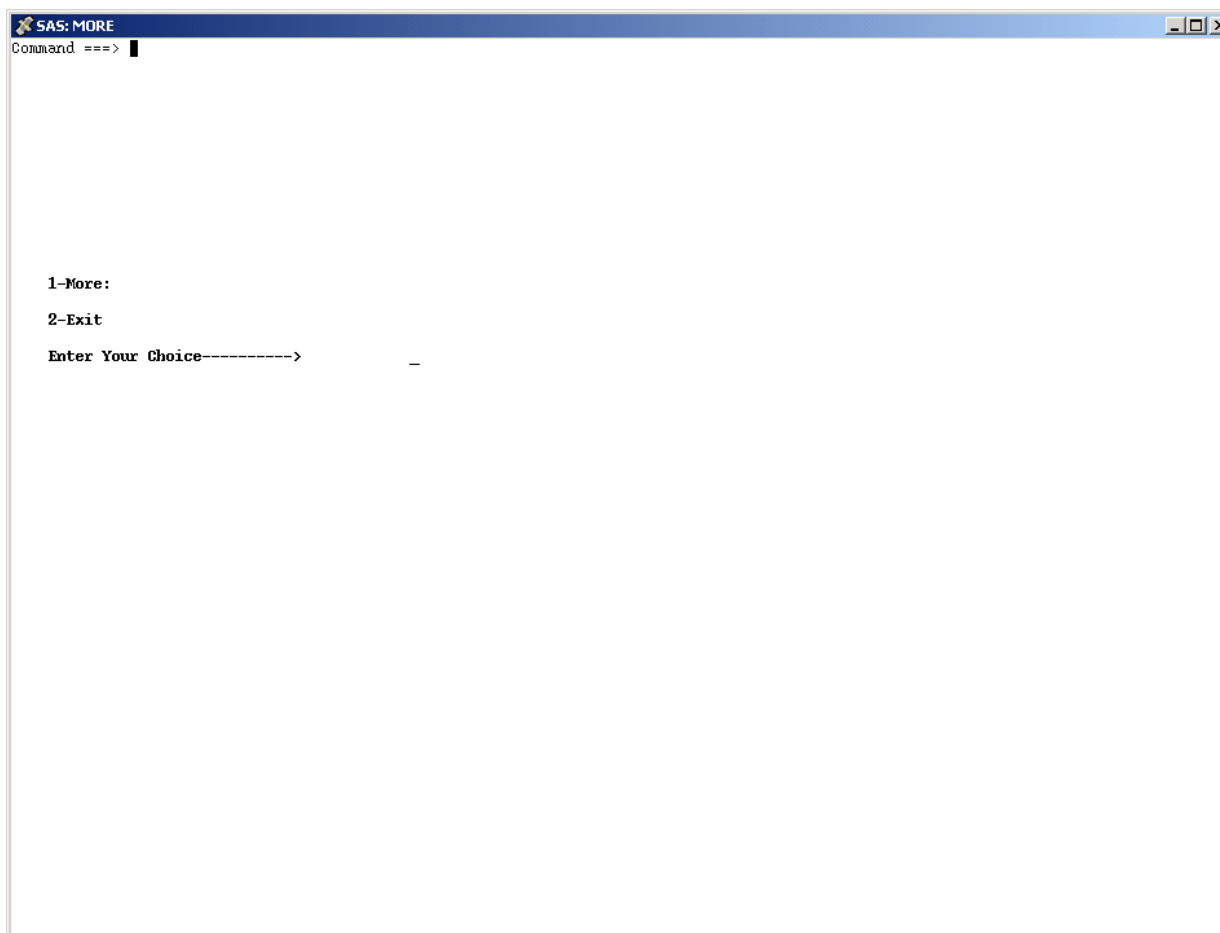 SAS: MORE
Command ===>
1-More:
2-Exit
Enter Your Choice---------->
_